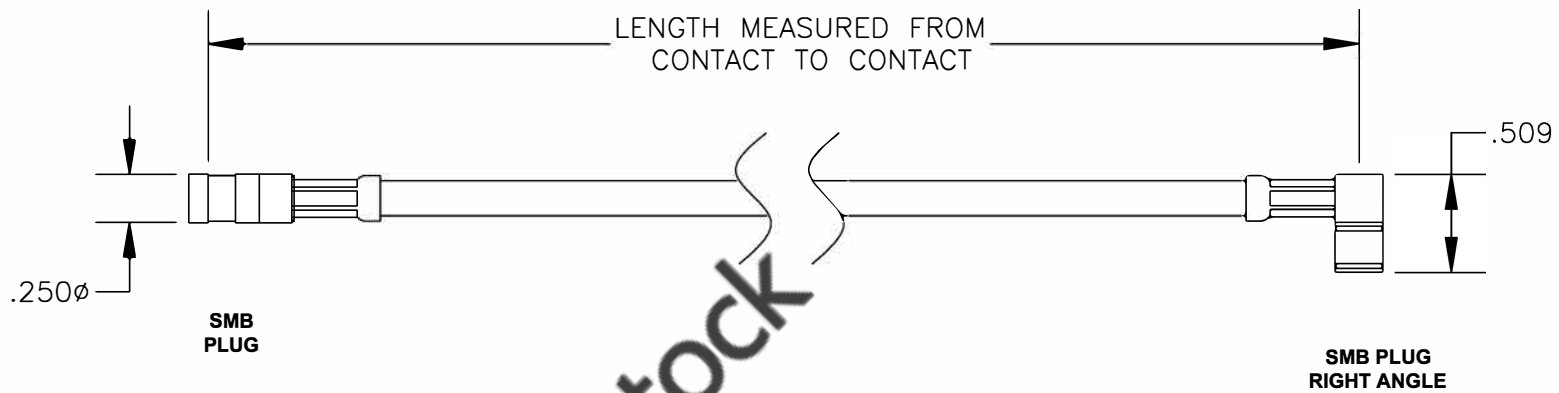 LENGTH MEASURED FROM
CONTACT TO CONTACT
.509
.250ø
SMB
PLUG
SMB PLUG
RIGHT ANGLE